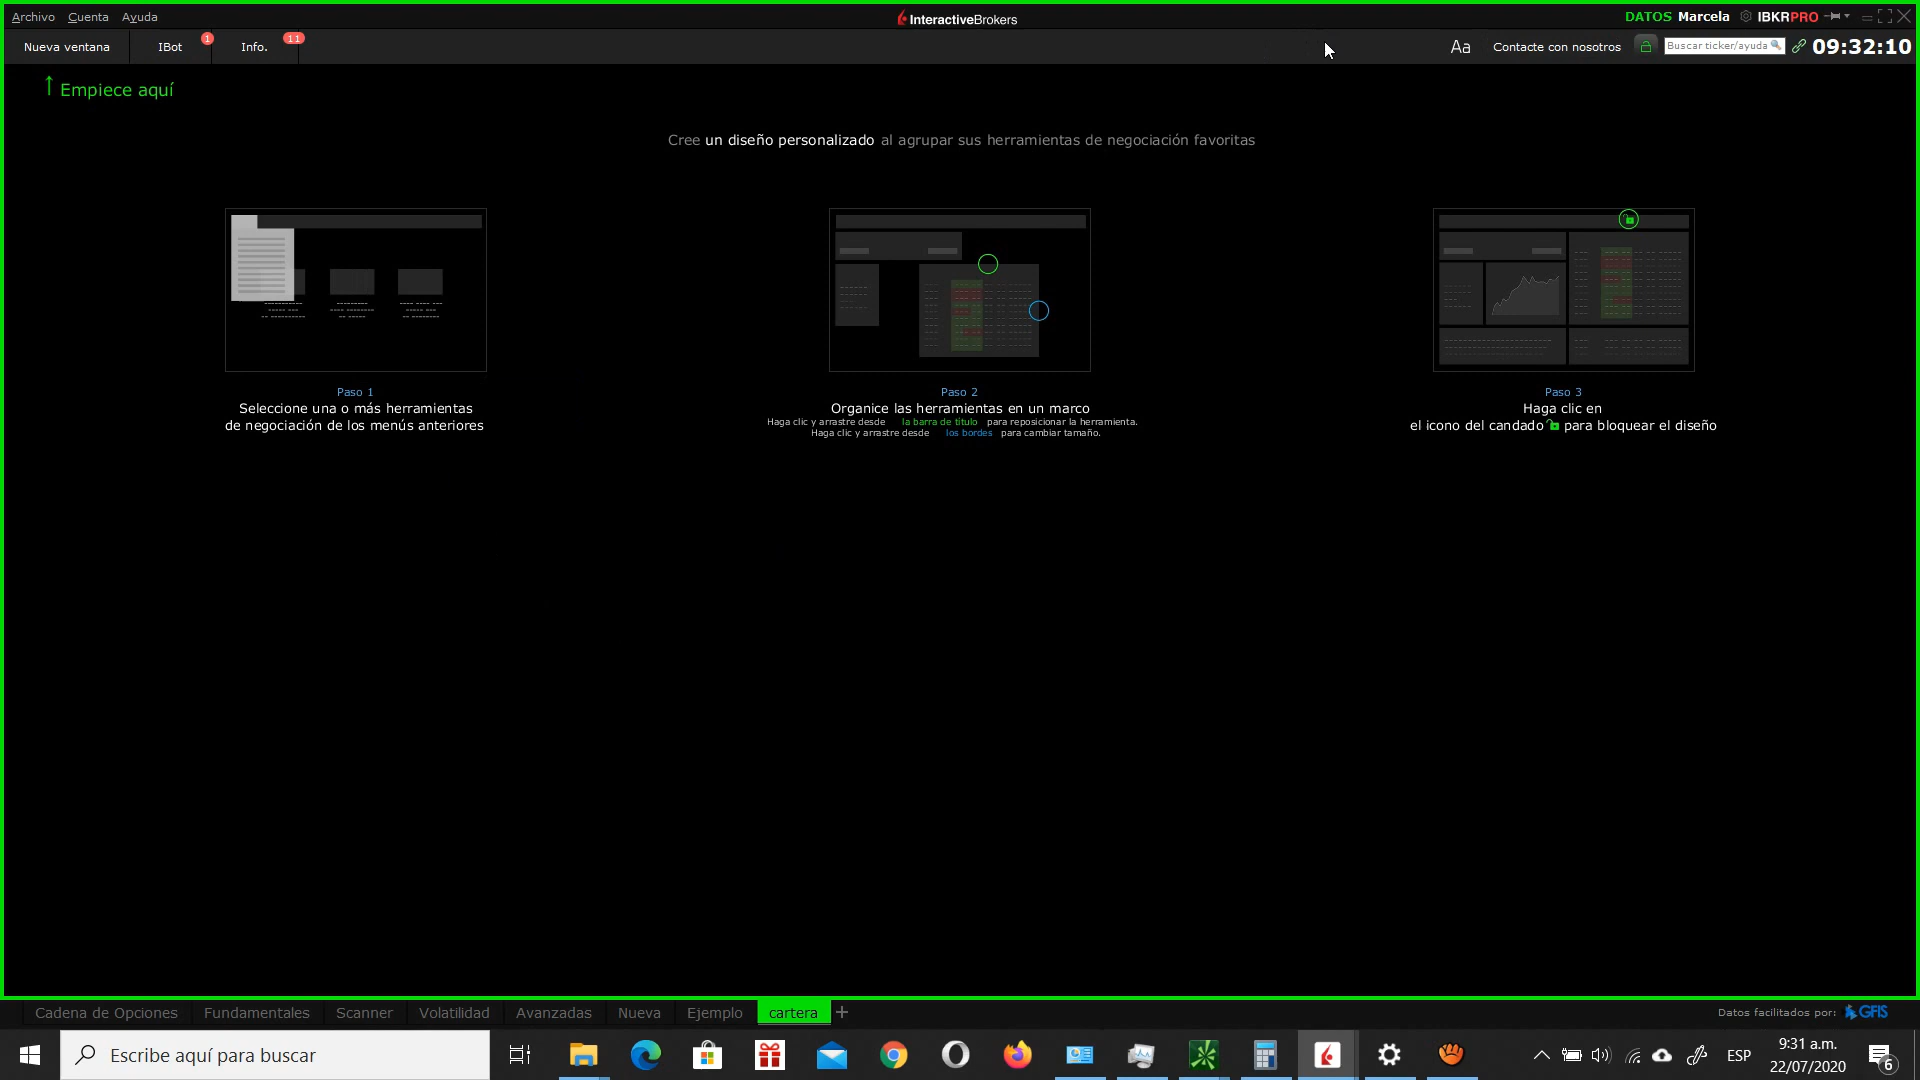 Archivo Cuenta Ayuda
InteractiveBrokers
DATOS Marcela IBKRPRO
Nueva ventana IBot 1 Info. 11
Aa Contacte con nosotros Buscar ticker/ayuda 09:32:10
↑ Empiece aquí
Cree un diseño personalizado al agrupar sus herramientas de negociación favoritas
Paso 1
Seleccione una o más herramientas
de negociación de los menús anteriores
Paso 2
Organice las herramientas en un marco
Haga clic y arrastre desde la barra de título para reposicionar la herramienta.
Haga clic y arrastre desde los bordes para cambiar tamaño.
Paso 3
Haga clic en
el icono del candado para bloquear el diseño
Cadena de Opciones Fundamentales Scanner Volatilidad Avanzadas Nueva Ejemplo cartera +
Datos facilitados por: GFIS
Escribe aquí para buscar
ESP
9:31 a.m.
22/07/2020
6